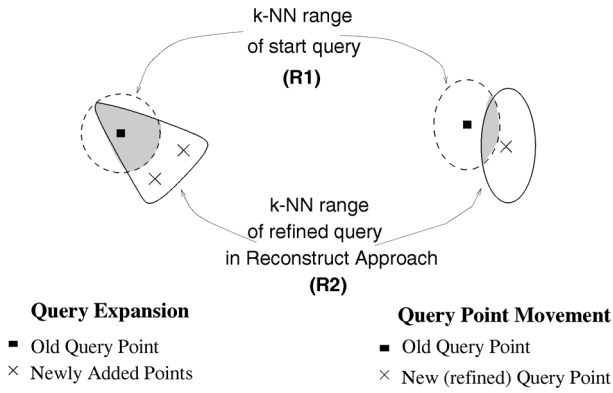 k-NN range
of start query
(R1)
k-NN range
of refined query
in Reconstruct Approach
(R2)
Query Expansion
Old Query Point
Newly Added Points
Query Point Movement
Old Query Point
New (refined) Query Point